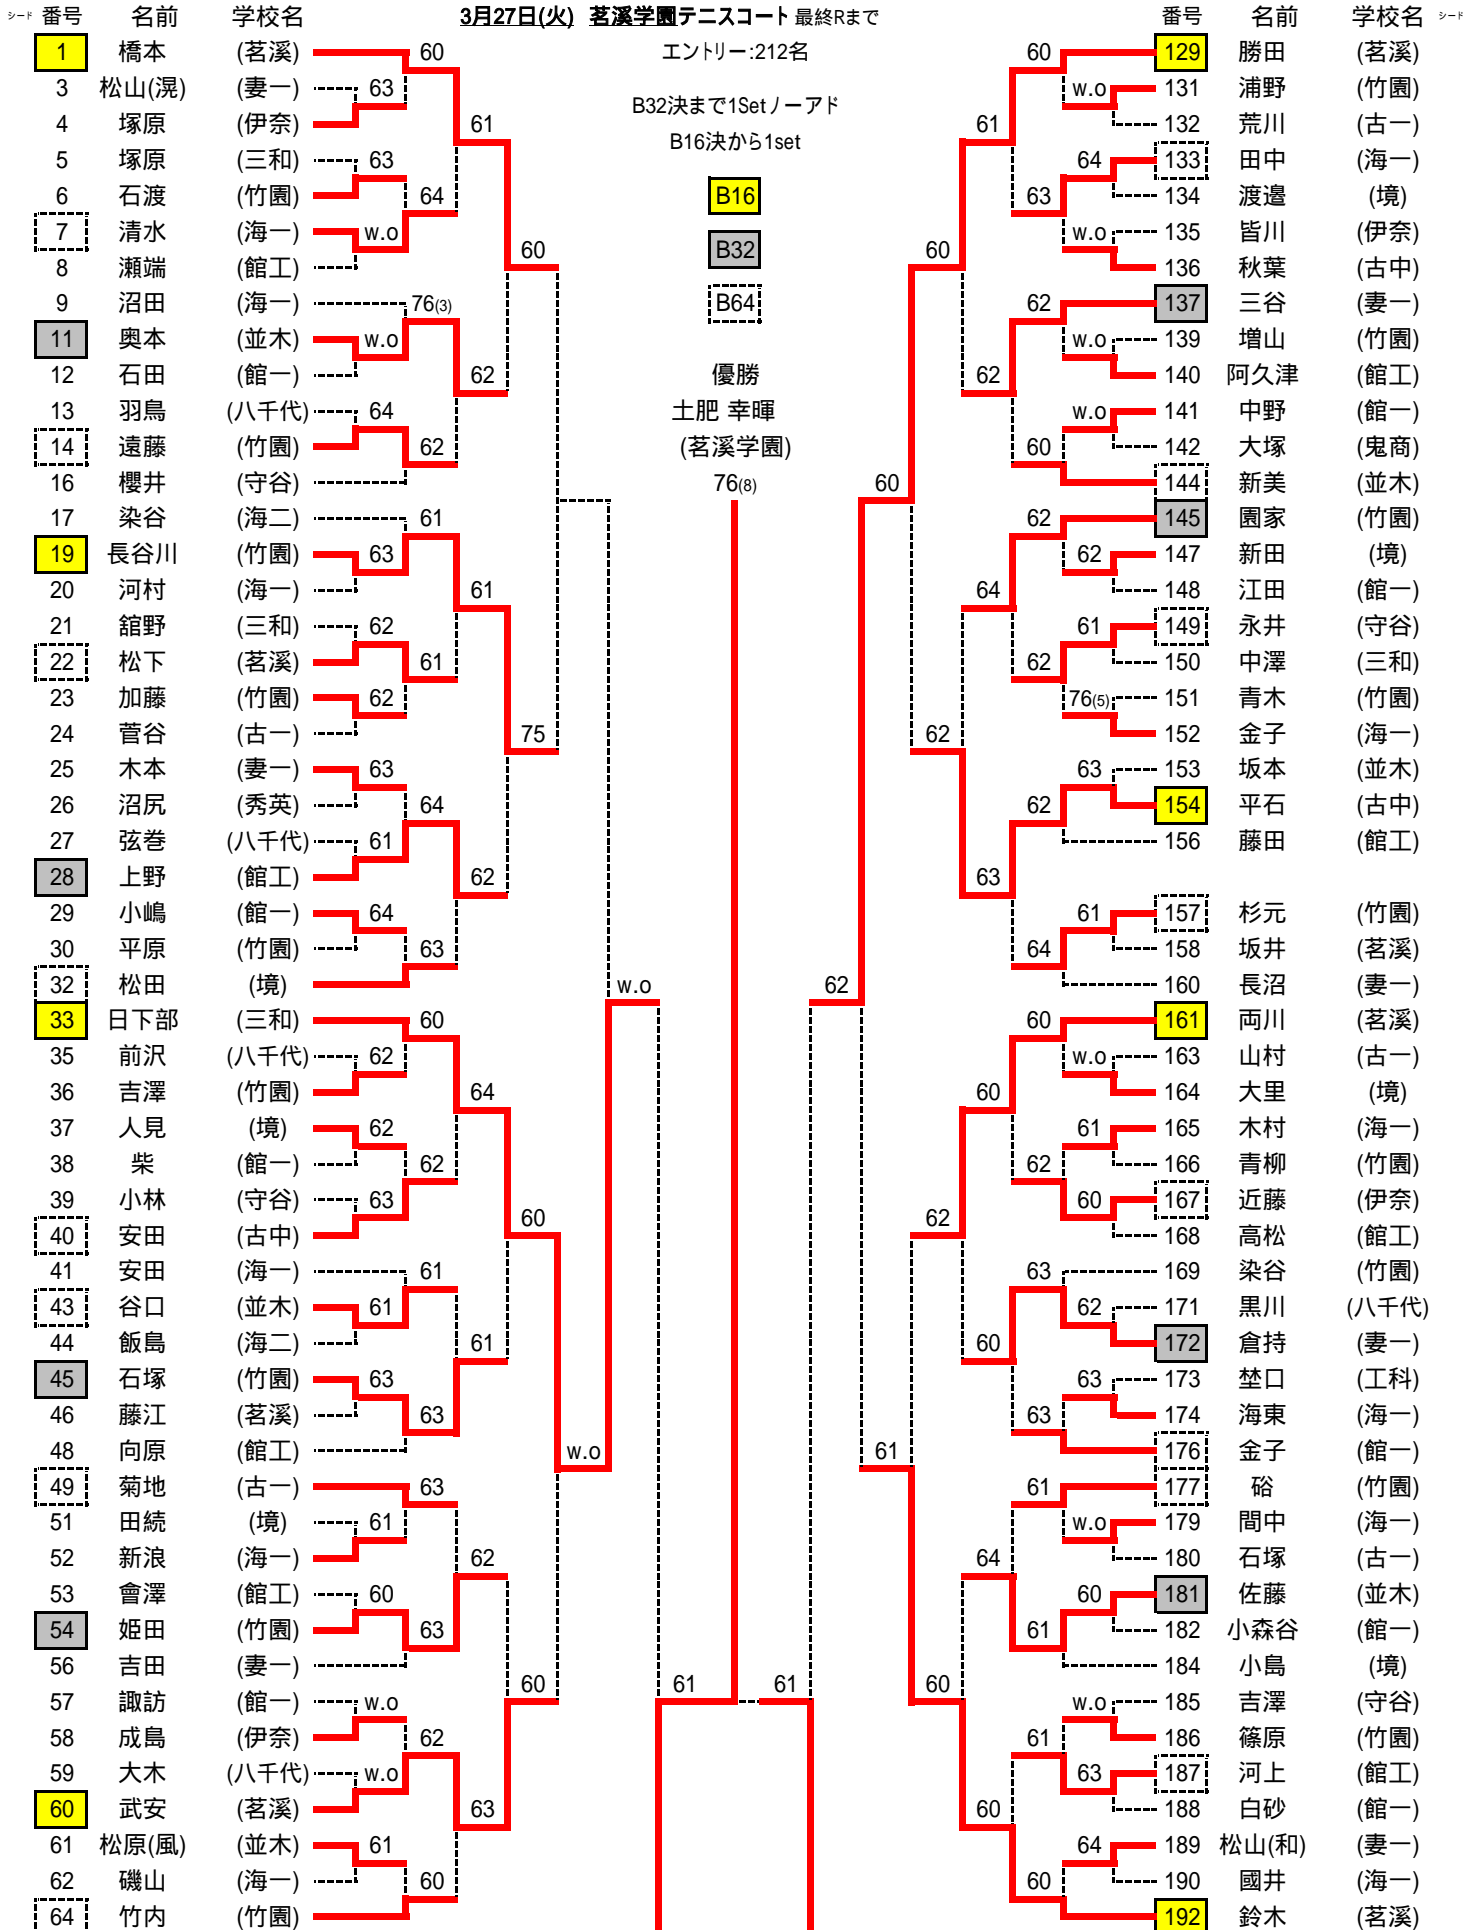 シード 番号 名前 学校名 3月27日(火) 茗溪学園テニスコート 最終Rまで 番号 名前 学校名 シード
1 橋本 (茗溪) 60 エントリー:212名 60 129 勝田 (茗溪)
3 松山(滉) (妻一) 63 w.o 131 浦野 (竹園)
B32決まで1Setノーアド
4 塚原 (伊奈) 61 61 132 荒川 (古一)
B16決から1set
5 塚原 (三和) 63 64 133 田中 (海一)
6 石渡 (竹園) 64 B16 63 134 渡邉 (境)
7 清水 (海一) w.o w.o 135 皆川 (伊奈)
8 瀬端 (館工) 60 B32 60 136 秋葉 (古中)
9 沼田 (海一) 76(3) B64 62 137 三谷 (妻一)
11 奥本 (並木) w.o w.o 139 増山 (竹園)
12 石田 (館一) 62 優勝 62 140 阿久津 (館工)
13 羽鳥 (八千代) 64 土肥 幸暉 w.o 141 中野 (館一)
14 遠藤 (竹園) 62 (茗溪学園) 60 142 大塚 (鬼商)
16 櫻井 (守谷) 76(8) 60 144 新美 (並木)
17 染谷 (海二) 61 62 145 園家 (竹園)
19 長谷川 (竹園) 63 62 147 新田 (境)
20 河村 (海一) 61 64 148 江田 (館一)
21 舘野 (三和) 62 61 149 永井 (守谷)
22 松下 (茗溪) 61 62 150 中澤 (三和)
23 加藤 (竹園) 62 76(5) 151 青木 (竹園)
24 菅谷 (古一) 75 62 152 金子 (海一)
25 木本 (妻一) 63 63 153 坂本 (並木)
26 沼尻 (秀英) 64 62 154 平石 (古中)
27 弦巻 (八千代) 61 156 藤田 (館工)
28 上野 (館工) 62 63
29 小嶋 (館一) 64 61 157 杉元 (竹園)
30 平原 (竹園) 63 64 158 坂井 (茗溪)
32 松田 (境) w.o 62 160 長沼 (妻一)
33 日下部 (三和) 60 60 161 両川 (茗溪)
35 前沢 (八千代) 62 w.o 163 山村 (古一)
36 吉澤 (竹園) 64 60 164 大里 (境)
37 人見 (境) 62 61 165 木村 (海一)
38 柴 (館一) 62 62 166 青柳 (竹園)
39 小林 (守谷) 63 60 167 近藤 (伊奈)
40 安田 (古中) 60 62 168 高松 (館工)
41 安田 (海一) 61 63 169 染谷 (竹園)
43 谷口 (並木) 61 62 171 黒川 (八千代)
44 飯島 (海二) 61 60 172 倉持 (妻一)
45 石塚 (竹園) 63 63 173 埜口 (工科)
46 藤江 (茗溪) 63 63 174 海東 (海一)
48 向原 (館工) w.o 61 176 金子 (館一)
49 菊地 (古一) 63 61 177 硲 (竹園)
51 田続 (境) 61 w.o 179 間中 (海一)
52 新浪 (海一) 62 64 180 石塚 (古一)
53 會澤 (館工) 60 60 181 佐藤 (並木)
54 姫田 (竹園) 63 61 182 小森谷 (館一)
56 吉田 (妻一) 60 61 61 60 184 小島 (境)
57 諏訪 (館一) w.o w.o 185 吉澤 (守谷)
58 成島 (伊奈) 62 61 186 篠原 (竹園)
59 大木 (八千代) w.o 63 187 河上 (館工)
60 武安 (茗溪) 63 60 188 白砂 (館一)
61 松原(風) (並木) 61 64 189 松山(和) (妻一)
62 磯山 (海一) 60 60 190 國井 (海一)
64 竹内 (竹園) 192 鈴木 (茗溪)